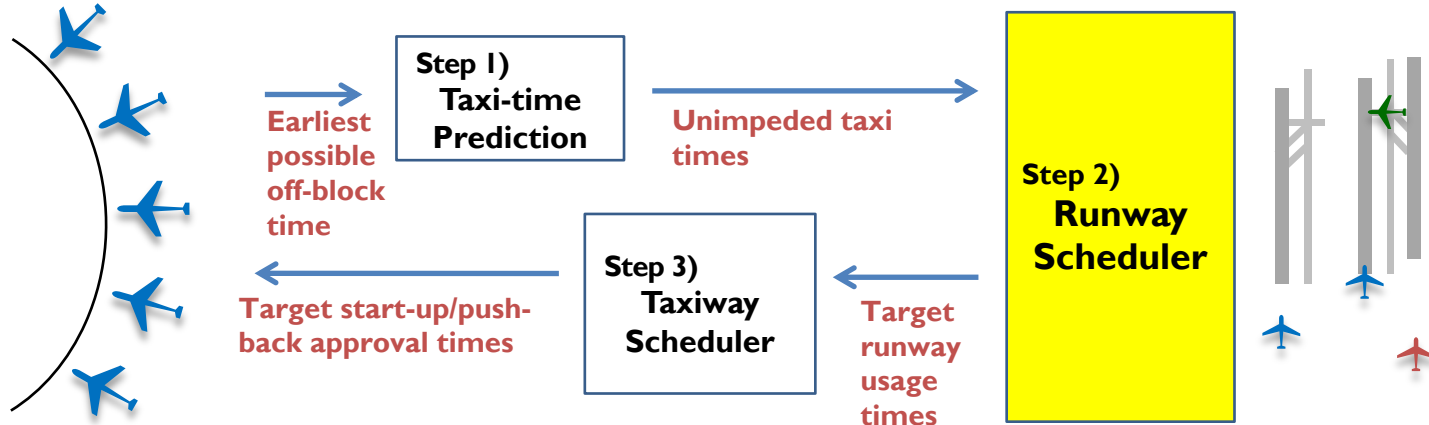 Step 1)
Taxi-time
Prediction
Earliest
possible
off-block
time
Unimpeded taxi
times
Step 2)
Runway
Scheduler
Step 3)
Taxiway
Scheduler
Target
runway
usage
times
Target start-up/push-
back approval times